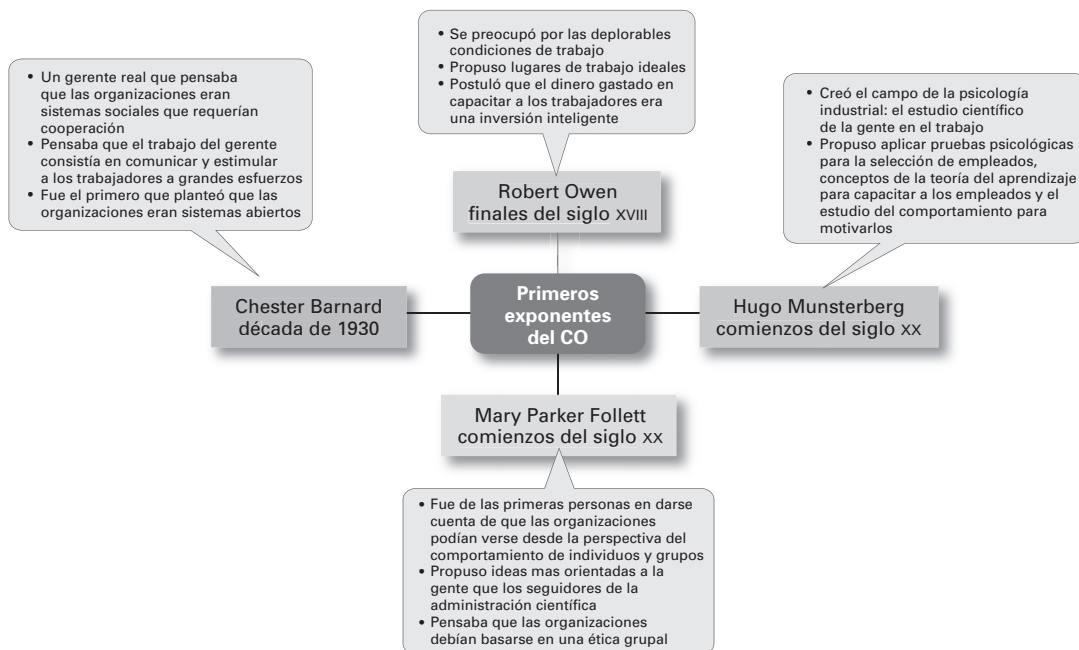 • Se preocupó por las deplorables
condiciones de trabajo
• Propuso lugares de trabajo ideales
• Postuló que el dinero gastado en
capacitar a los trabajadores era
una inversión inteligente
• Un gerente real que pensaba
que las organizaciones eran
sistemas sociales que requerían
cooperación
• Pensaba que el trabajo del gerente
consistía en comunicar y estimular
a los trabajadores a grandes esfuerzos
• Fue el primero que planteó que las
organizaciones eran sistemas abiertos
• Creó el campo de la psicología
industrial: el estudio científico
de la gente en el trabajo
• Propuso aplicar pruebas psicológicas
para la selección de empleados,
conceptos de la teoría del aprendizaje
para capacitar a los empleados y el
estudio del comportamiento para
motivarlos
Robert Owen
finales del siglo XVIII
Chester Barnard
década de 1930
Primeros
exponentes
del CO
Hugo Munsterberg
comienzos del siglo XX
Mary Parker Follett
comienzos del siglo XX
• Fue de las primeras personas en darse
cuenta de que las organizaciones
podían verse desde la perspectiva del
comportamiento de individuos y grupos
• Propuso ideas mas orientadas a la
gente que los seguidores de la
administración científica
• Pensaba que las organizaciones
debían basarse en una ética grupal